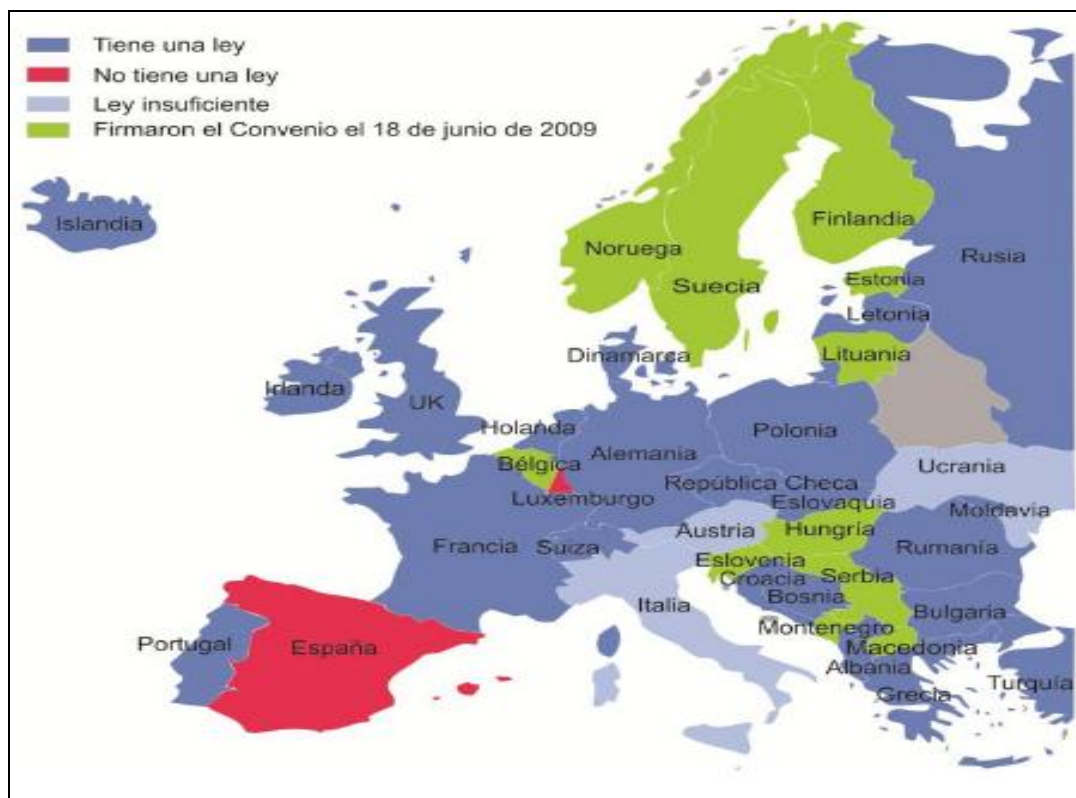 Tiene una ley
No tiene una ley
Ley insuficiente
Firmaron el Convenio el 18 de junio de 2009
Islandia
Finlandia
Noruega
Rusia
Suecia
Estonia
Letonia
Dinamarca
Lituania
Irlanda
UK
Holanda
Polonia
Alemania
Bélgica
Ucrania
República Checa
Luxemburgo
Eslovaquia
Moldavia
Austria
Hungría
Francia
Suiza
Rumanía
Eslovenia
Croacia
Serbia
Bosnia
Italia
Bulgaria
Montenegro
Portugal
España
Macedonia
Albania
Turquía
Grecia